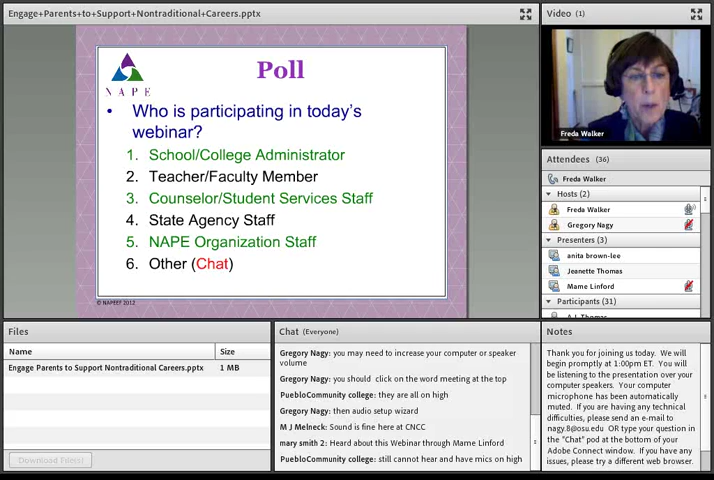 Engage+Parents+to+Support+Nontraditional+Careers.pptx
NAPE
Poll
• Who is participating in today's
webinar?
1. School/College Administrator
2. Teacher/Faculty Member
3. Counselor/Student Services Staff
4. State Agency Staff
5. NAPE Organization Staff
6. Other (Chat)
© NAPEEF 2012
Video (1)
Freda Walker
Attendees (36)
Freda Walker
Hosts (2)
Freda Walker
Gregory Nagy
Presenters (3)
anita brown-lee
Jeanette Thomas
Mame Linford
Participants (31)
Files
Name Size
Engage Parents to Support Nontraditional Careers.pptx 1 MB
Download File(s)
Chat (Everyone)
Gregory Nagy: you may need to increase your computer or speaker
volume
Gregory Nagy: you should click on the word meeting at the top
PuebloCommunity college: they are all on high
Gregory Nagy: then audio setup wizard
M J Melneck: Sound is fine here at CNCC
mary smith 2: Heard about this Webinar through Mame Linford
PuebloCommunity college: still cannot hear and have mics on high
Notes
Thank you for joining us today. We will
begin promptly at 1:00pm ET. You will
be listening to the presentation over your
computer speakers. Your computer
microphone has been automatically
muted. If you are having any technical
difficulties, please send an e-mail to
nagy.8@osu.edu OR type your question in
the "Chat" pod at the bottom of your
Adobe Connect window. If you have any
issues, please try a different web browser.